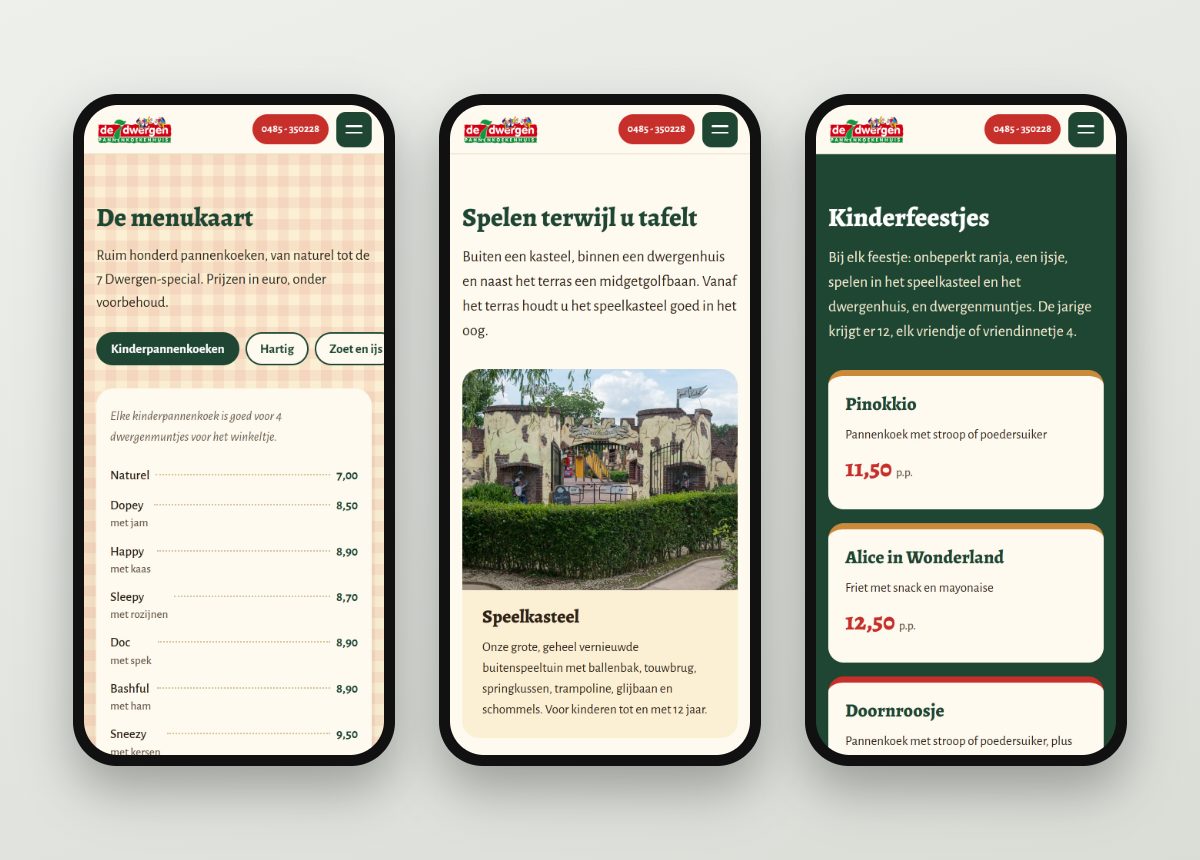 de 7 dwergen
PANNENKOEKENHUIS
0485 - 350228
De menukaart
Ruim honderd pannenkoeken, van naturel tot de
7 Dwergen-special. Prijzen in euro, onder
voorbehoud.
Kinderpannenkoeken
Hartig
Zoet en ijs
Elke kinderpannenkoek is goed voor 4
dwergenmuntjes voor het winkeltje.
Naturel 7,00
Dopey 8,50
met jam
Happy 8,90
met kaas
Sleepy 8,70
met rozijnen
Doc 8,90
met spek
Bashful 8,90
met ham
Sneezy 9,50
met kersen
de 7 dwergen
PANNENKOEKENHUIS
0485 - 350228
Spelen terwijl u tafelt
Buiten een kasteel, binnen een dwergenhuis
en naast het terras een midgetgolfbaan. Vanaf
het terras houdt u het speelkasteel goed in het
oog.
Speelkasteel
Onze grote, geheel vernieuwde
buitenspeeltuin met ballenbak, touwbrug,
springkussen, trampoline, glijbaan en
schommels. Voor kinderen tot en met 12 jaar.
de 7 dwergen
PANNENKOEKENHUIS
0485 - 350228
Kinderfeestjes
Bij elk feestje: onbeperkt ranja, een ijsje,
spelen in het speelkasteel en het
dwergenhuis, en dwergenmuntjes. De jarige
krijgt er 12, elk vriendje of vriendinnetje 4.
Pinokkio
Pannenkoek met stroop of poedersuiker
11,50 p.p.
Alice in Wonderland
Friet met snack en mayonaise
12,50 p.p.
Doornroosje
Pannenkoek met stroop of poedersuiker, plus